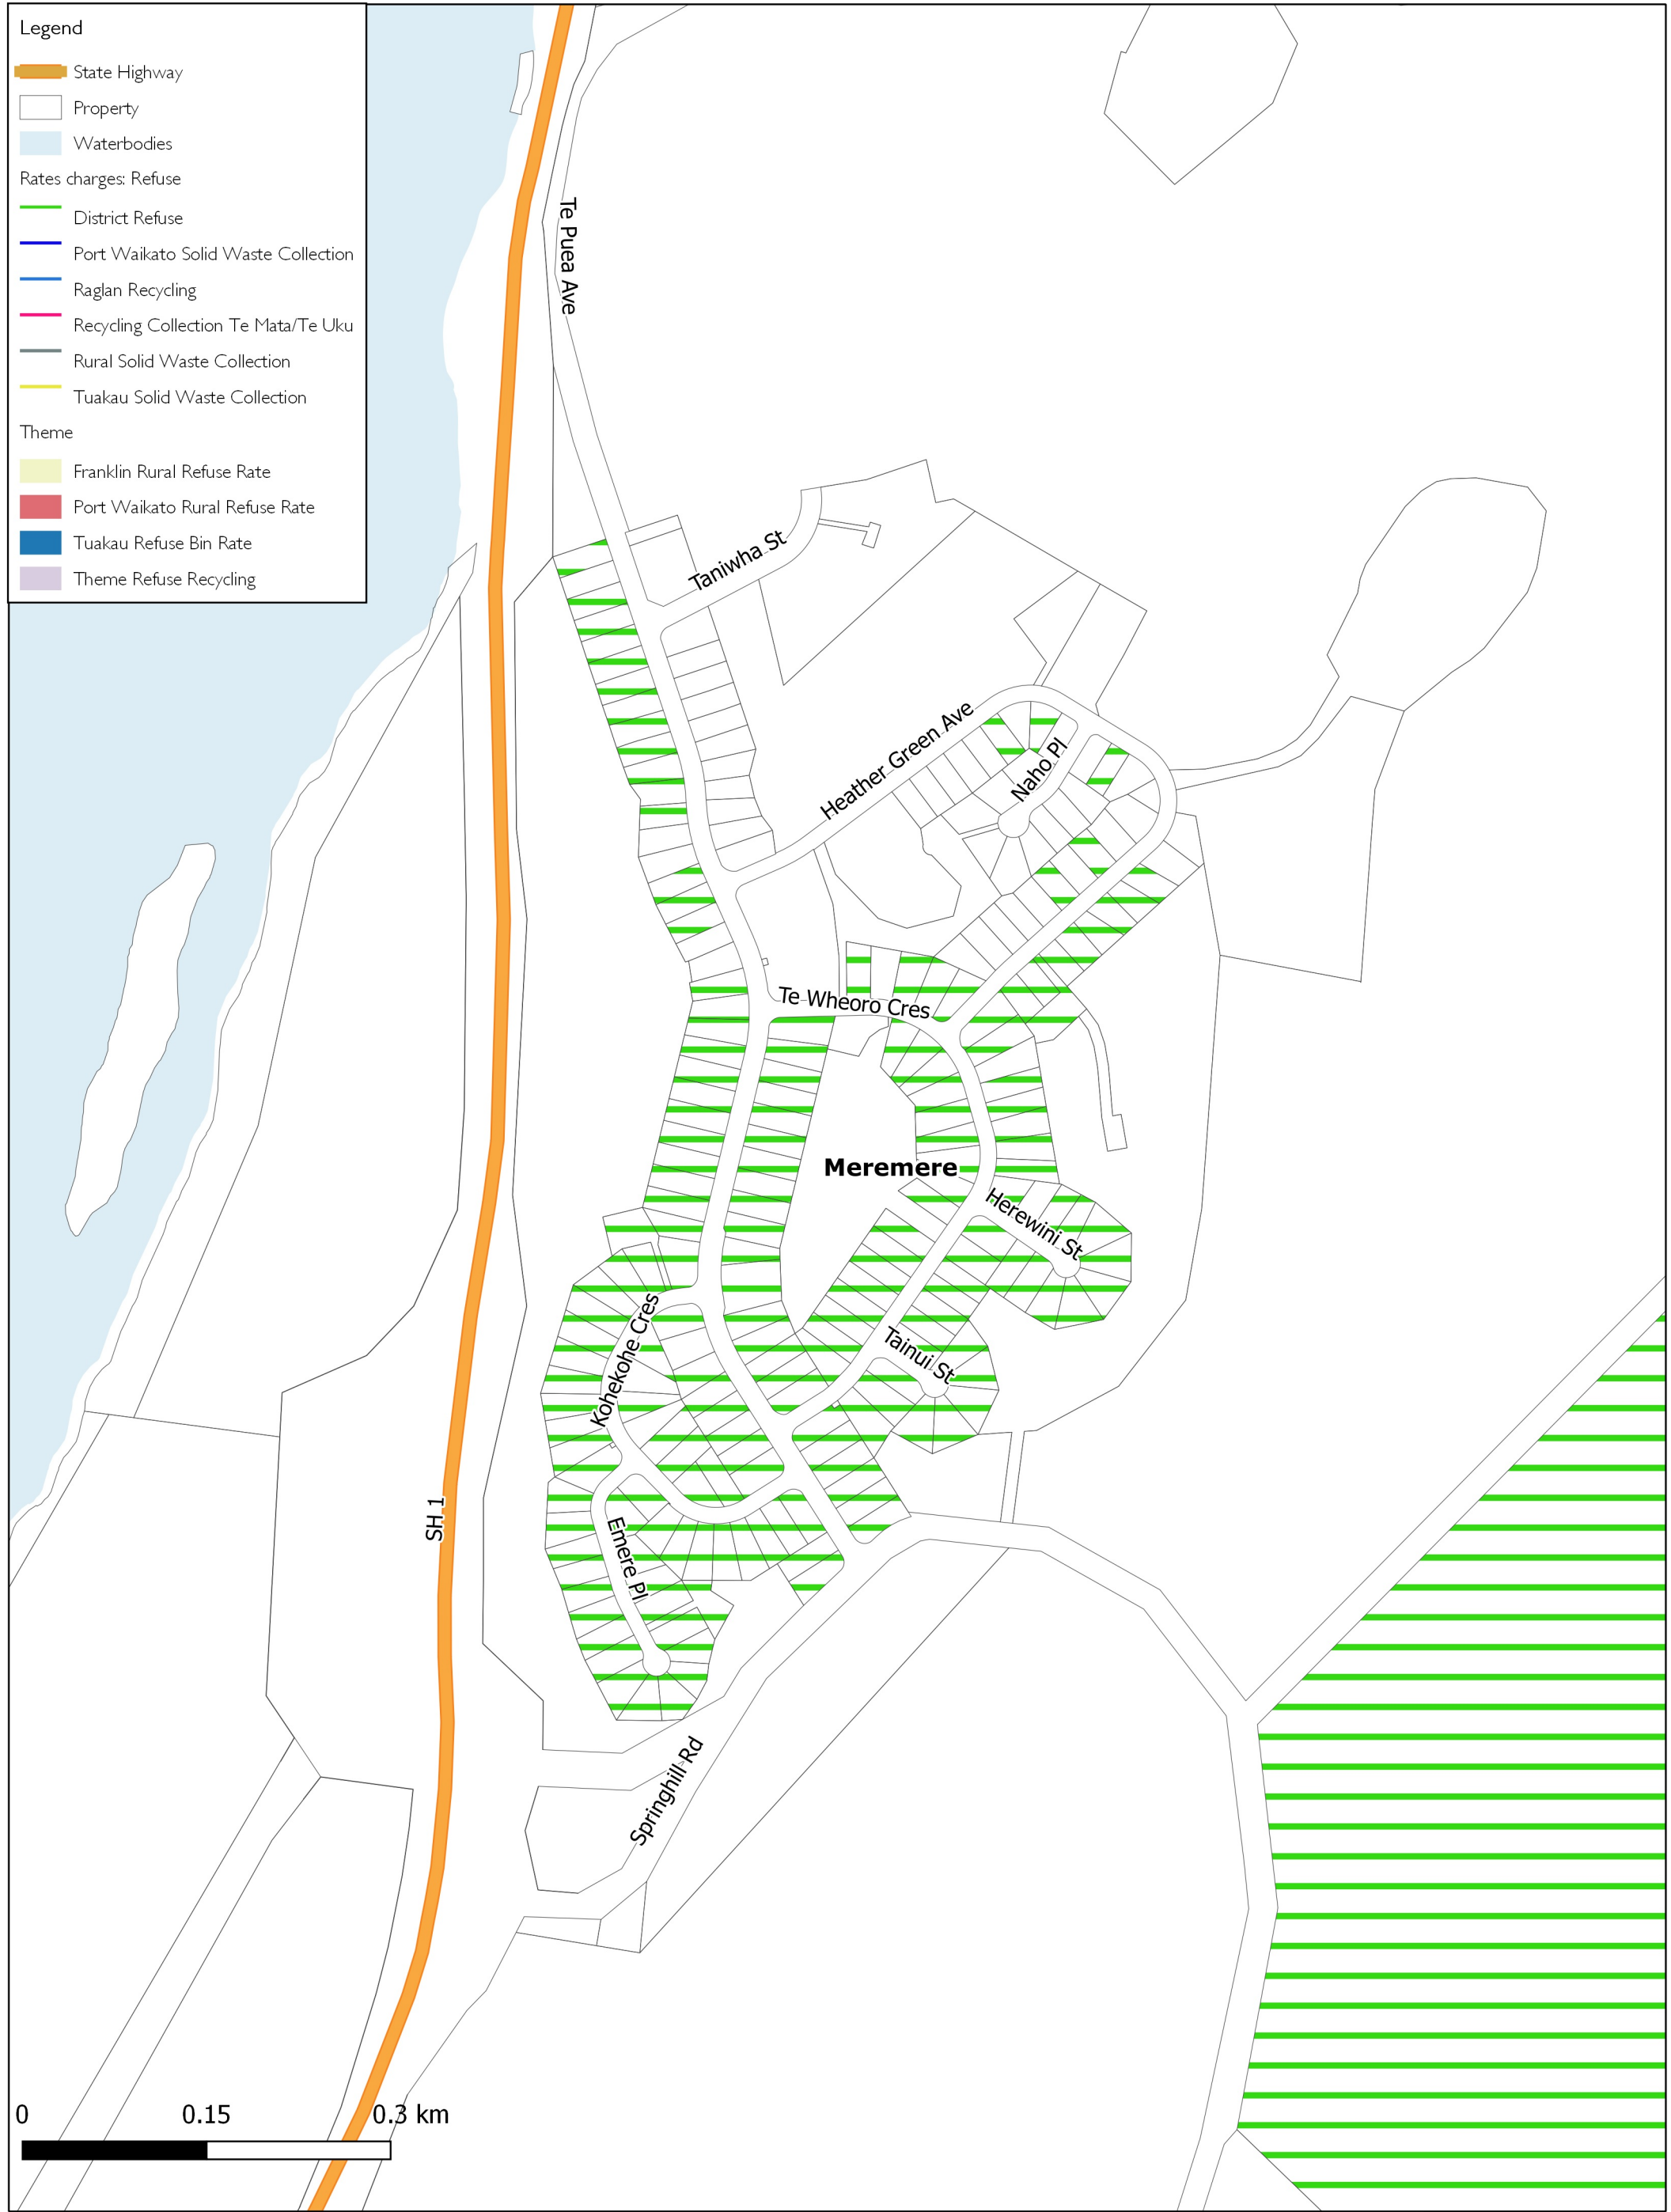 Legend
State Highway
Property
Waterbodies
Rates charges: Refuse
District Refuse
Port Waikato Solid Waste Collection
Raglan Recycling
Recycling Collection Te Mata/Te Uku
Rural Solid Waste Collection
Tuakau Solid Waste Collection
Theme
Franklin Rural Refuse Rate
Port Waikato Rural Refuse Rate
Tuakau Refuse Bin Rate
Theme Refuse Recycling
Te Puea Ave
Taniwha St
Heather Green Ave
Naho Pl
Te Wheoro Cres
Meremere
Herewini St
Kohekohe Cres
Tainui St
SH 1
Emere Pl
Springhill Rd
0 0.15 0.3 km